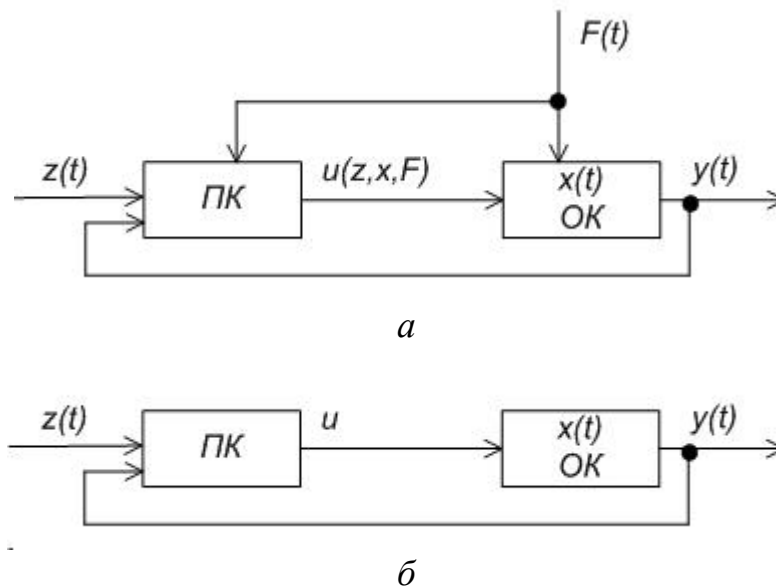 F(t)
z(t) ПК u(z,x,F) x(t) ОК y(t)
а
z(t) ПК u x(t) ОК y(t)
б